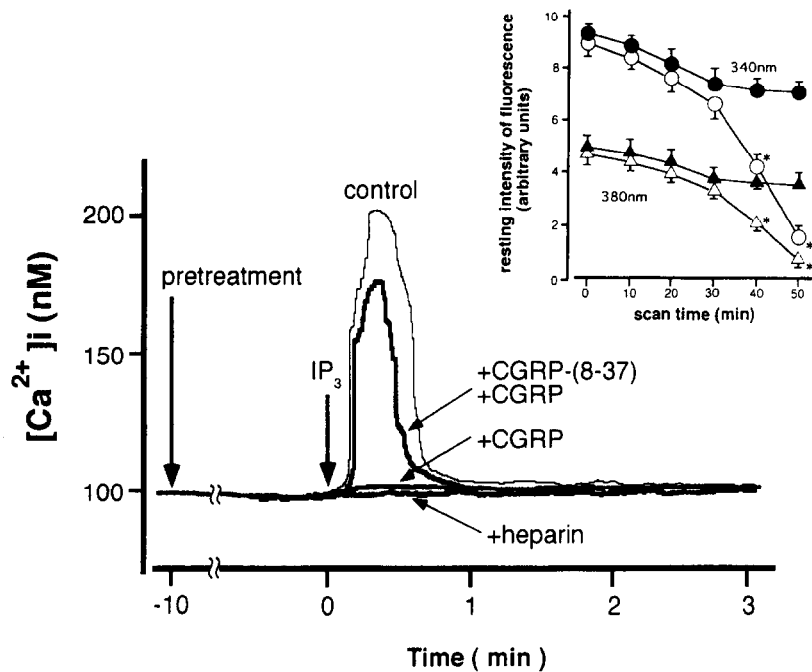 control
200
pretreatment
150
IP3
+CGRP-(8-37)
+CGRP
+CGRP
100
+heparin
[Ca2+]i (nM)
-10
0
1
2
3
Time ( min )
10
8
6
4
2
0
340nm
380nm
*
*
*
*
resting intensity of fluorescence
(arbitrary units)
0 10 20 30 40 50
scan time (min)